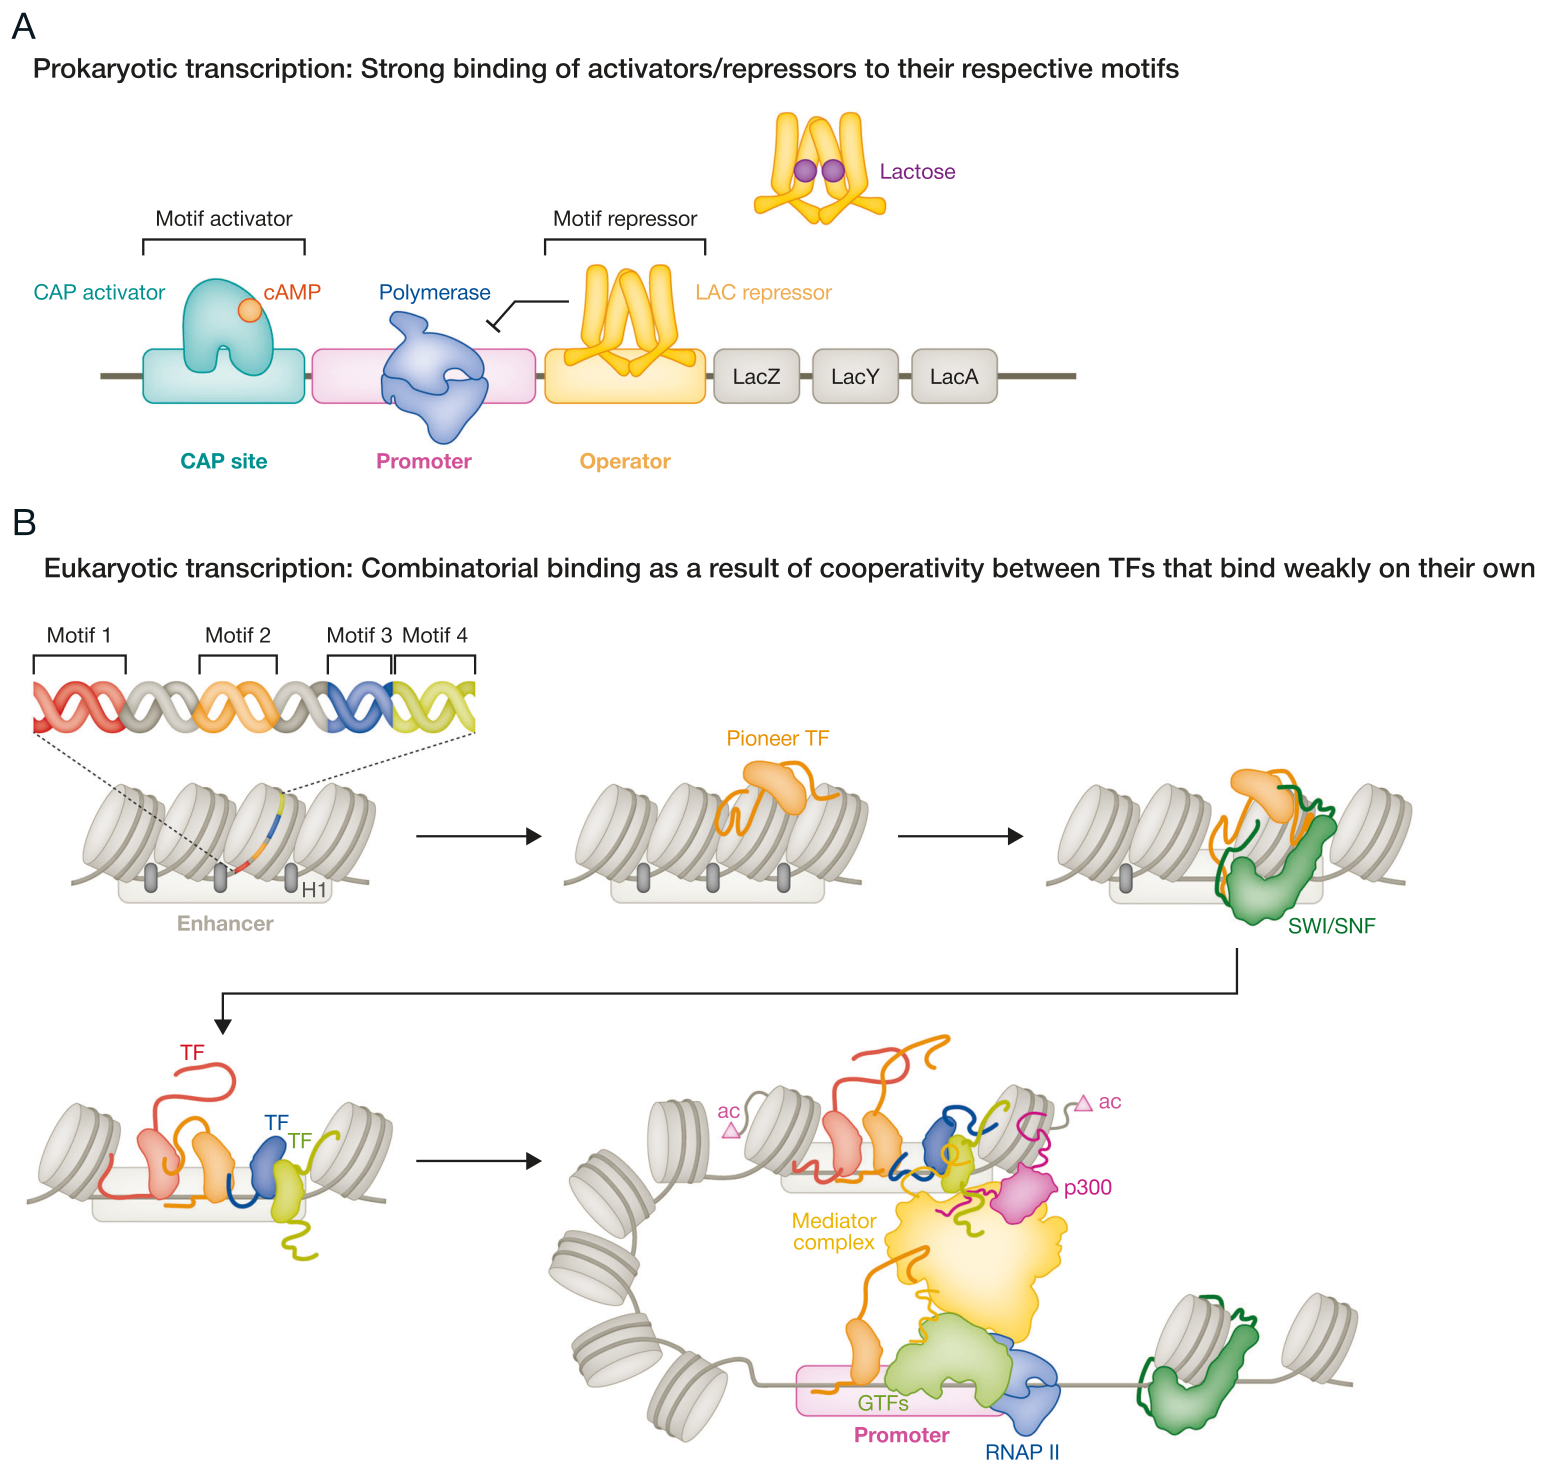 A
Prokaryotic transcription: Strong binding of activators/repressors to their respective motifs
Lactose
Motif activator
Motif repressor
CAP activator
cAMP
Polymerase
LAC repressor
LacZ
LacY
LacA
CAP site
Promoter
Operator
B
Eukaryotic transcription: Combinatorial binding as a result of cooperativity between TFs that bind weakly on their own
Motif 1
Motif 2
Motif 3
Motif 4
Pioneer TF
H1
Enhancer
SWI/SNF
TF
TF
TF
ac
ac
p300
Mediator
complex
GTFs
Promoter
RNAP II